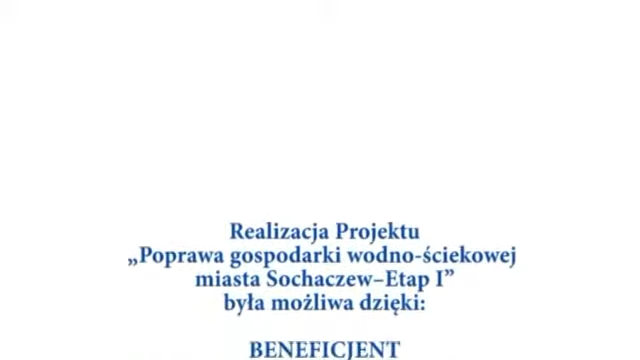 Realizacja Projektu
„Poprawa gospodarki wodno-ściekowej
miasta Sochaczew–Etap I”
była możliwa dzięki:
BENEFICJENT